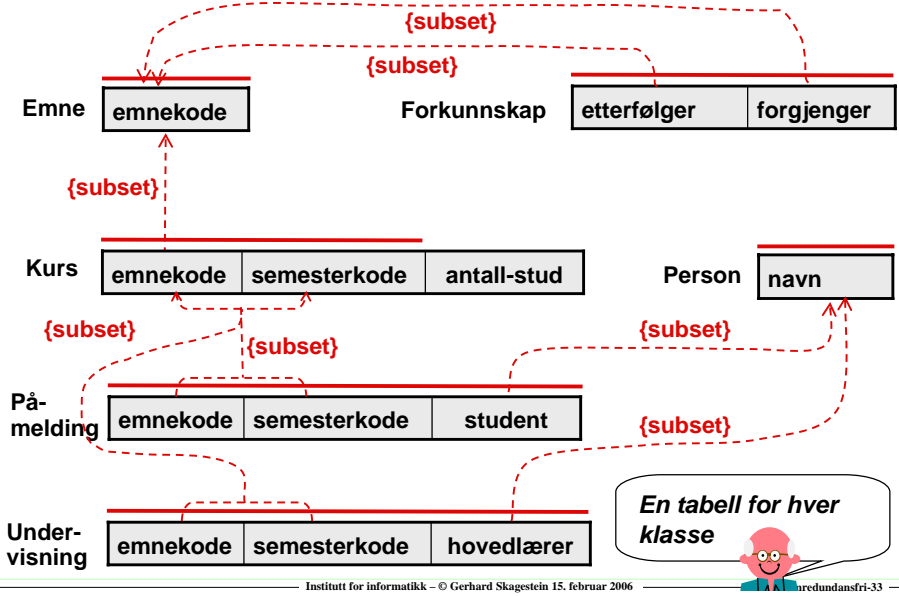 {subset}
{subset}
Emne
emnekode
Forkunnskap
etterfølger
forgjenger
{subset}
Kurs
emnekode
semesterkode
antall-stud
Person
navn
{subset}
{subset}
{subset}
På-
melding
emnekode
semesterkode
student
{subset}
En tabell for hver
klasse
Under-
visning
emnekode
semesterkode
hovedlærer
Institutt for informatikk – © Gerhard Skagestein 15. februar 2006
nredundansfri-33